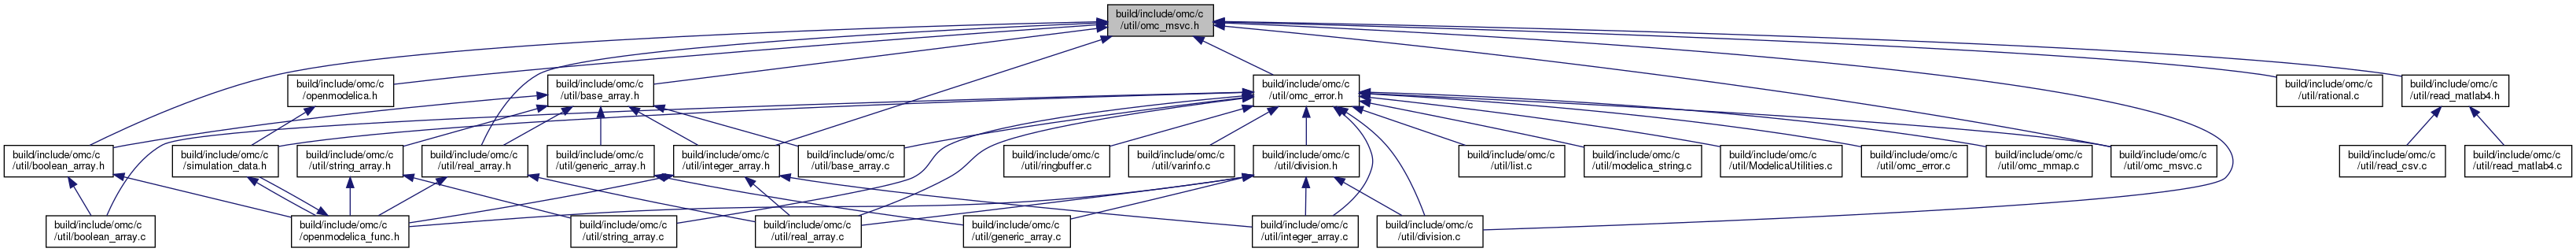 build/include/omc/c
/util/omc_msvc.h
build/include/omc/c
/openmodelica.h
build/include/omc/c
/util/base_array.h
build/include/omc/c
/util/omc_error.h
build/include/omc/c
/util/rational.c
build/include/omc/c
/util/read_matlab4.h
build/include/omc/c
/util/boolean_array.h
build/include/omc/c
/simulation_data.h
build/include/omc/c
/util/string_array.h
build/include/omc/c
/util/real_array.h
build/include/omc/c
/util/generic_array.h
build/include/omc/c
/util/integer_array.h
build/include/omc/c
/util/base_array.c
build/include/omc/c
/util/ringbuffer.c
build/include/omc/c
/util/varinfo.c
build/include/omc/c
/util/division.h
build/include/omc/c
/util/list.c
build/include/omc/c
/util/modelica_string.c
build/include/omc/c
/util/ModelicaUtilities.c
build/include/omc/c
/util/omc_error.c
build/include/omc/c
/util/omc_mmap.c
build/include/omc/c
/util/omc_msvc.c
build/include/omc/c
/util/read_csv.c
build/include/omc/c
/util/read_matlab4.c
build/include/omc/c
/util/boolean_array.c
build/include/omc/c
/openmodelica_func.h
build/include/omc/c
/util/string_array.c
build/include/omc/c
/util/real_array.c
build/include/omc/c
/util/generic_array.c
build/include/omc/c
/util/integer_array.c
build/include/omc/c
/util/division.c